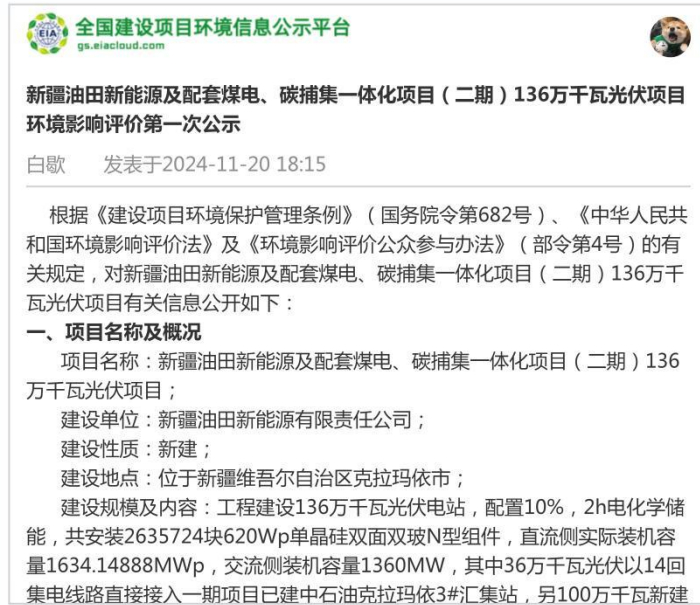 全国建设项目环境信息公示平台
gs.eiacloud.com
新疆油田新能源及配套煤电、碳捕集一体化项目（二期）136万千瓦光伏项目
环境影响评价第一次公示
白歇 发表于2024-11-20 18:15
根据《建设项目环境保护管理条例》（国务院令第682号）、《中华人民共
和国环境影响评价法》及《环境影响评价公众参与办法》（部令第4号）的有
关规定，对新疆油田新能源及配套煤电、碳捕集一体化项目（二期）136万千
瓦光伏项目有关信息公开如下：
一、项目名称及概况
项目名称：新疆油田新能源及配套煤电、碳捕集一体化项目（二期）136
万千瓦光伏项目；
建设单位：新疆油田新能源有限责任公司；
建设性质：新建；
建设地点：位于新疆维吾尔自治区克拉玛依市；
建设规模及内容：工程建设136万千瓦光伏电站，配置10%，2h电化学储
能，共安装2635724块620Wp单晶硅双面双玻N型组件，直流侧实际装机容
量1634.14888MWp，交流侧装机容量1360MW，其中36万千瓦光伏以14回
集电线路直接接入一期项目已建中石油克拉玛依3#汇集站，另100万千瓦新建